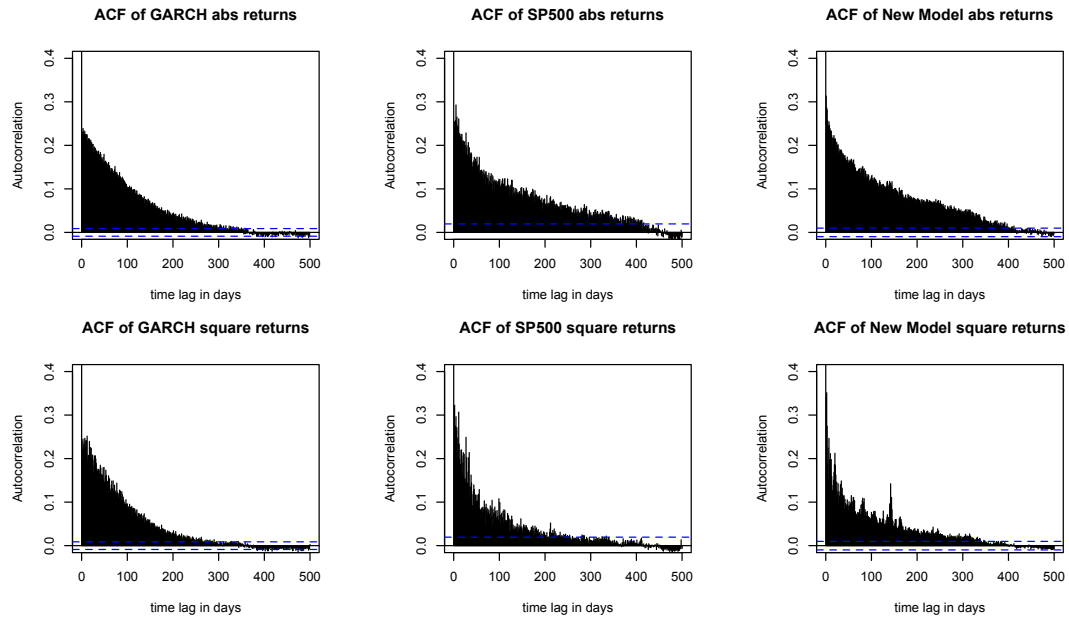 ACF of GARCH abs returns
Autocorrelation
0.4
0.3
0.2
0.1
0.0
0 100 200 300 400 500
time lag in days
ACF of SP500 abs returns
Autocorrelation
0.4
0.3
0.2
0.1
0.0
0 100 200 300 400 500
time lag in days
ACF of New Model abs returns
Autocorrelation
0.4
0.3
0.2
0.1
0.0
0 100 200 300 400 500
time lag in days
ACF of GARCH square returns
Autocorrelation
0.4
0.3
0.2
0.1
0.0
0 100 200 300 400 500
time lag in days
ACF of SP500 square returns
Autocorrelation
0.4
0.3
0.2
0.1
0.0
0 100 200 300 400 500
time lag in days
ACF of New Model square returns
Autocorrelation
0.4
0.3
0.2
0.1
0.0
0 100 200 300 400 500
time lag in days